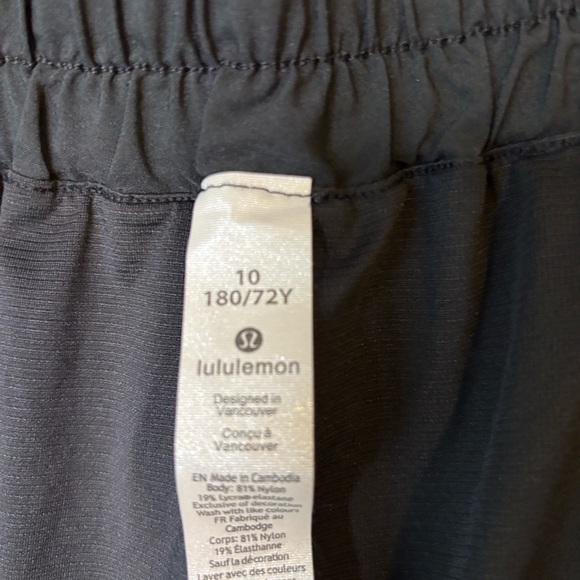 10
180/72Y
lululemon
Designed in
Vancouver
Conçu à
Vancouver
EN Made in Cambodia
Body: 81% Nylon
19% Lycra® elastane
Exclusive of decoration
Wash with like colours
FR Fabriqué au
Cambodge
Corps: 81% Nylon
19% Élasthanne
Sauf la décoration
Laver avec des couleurs